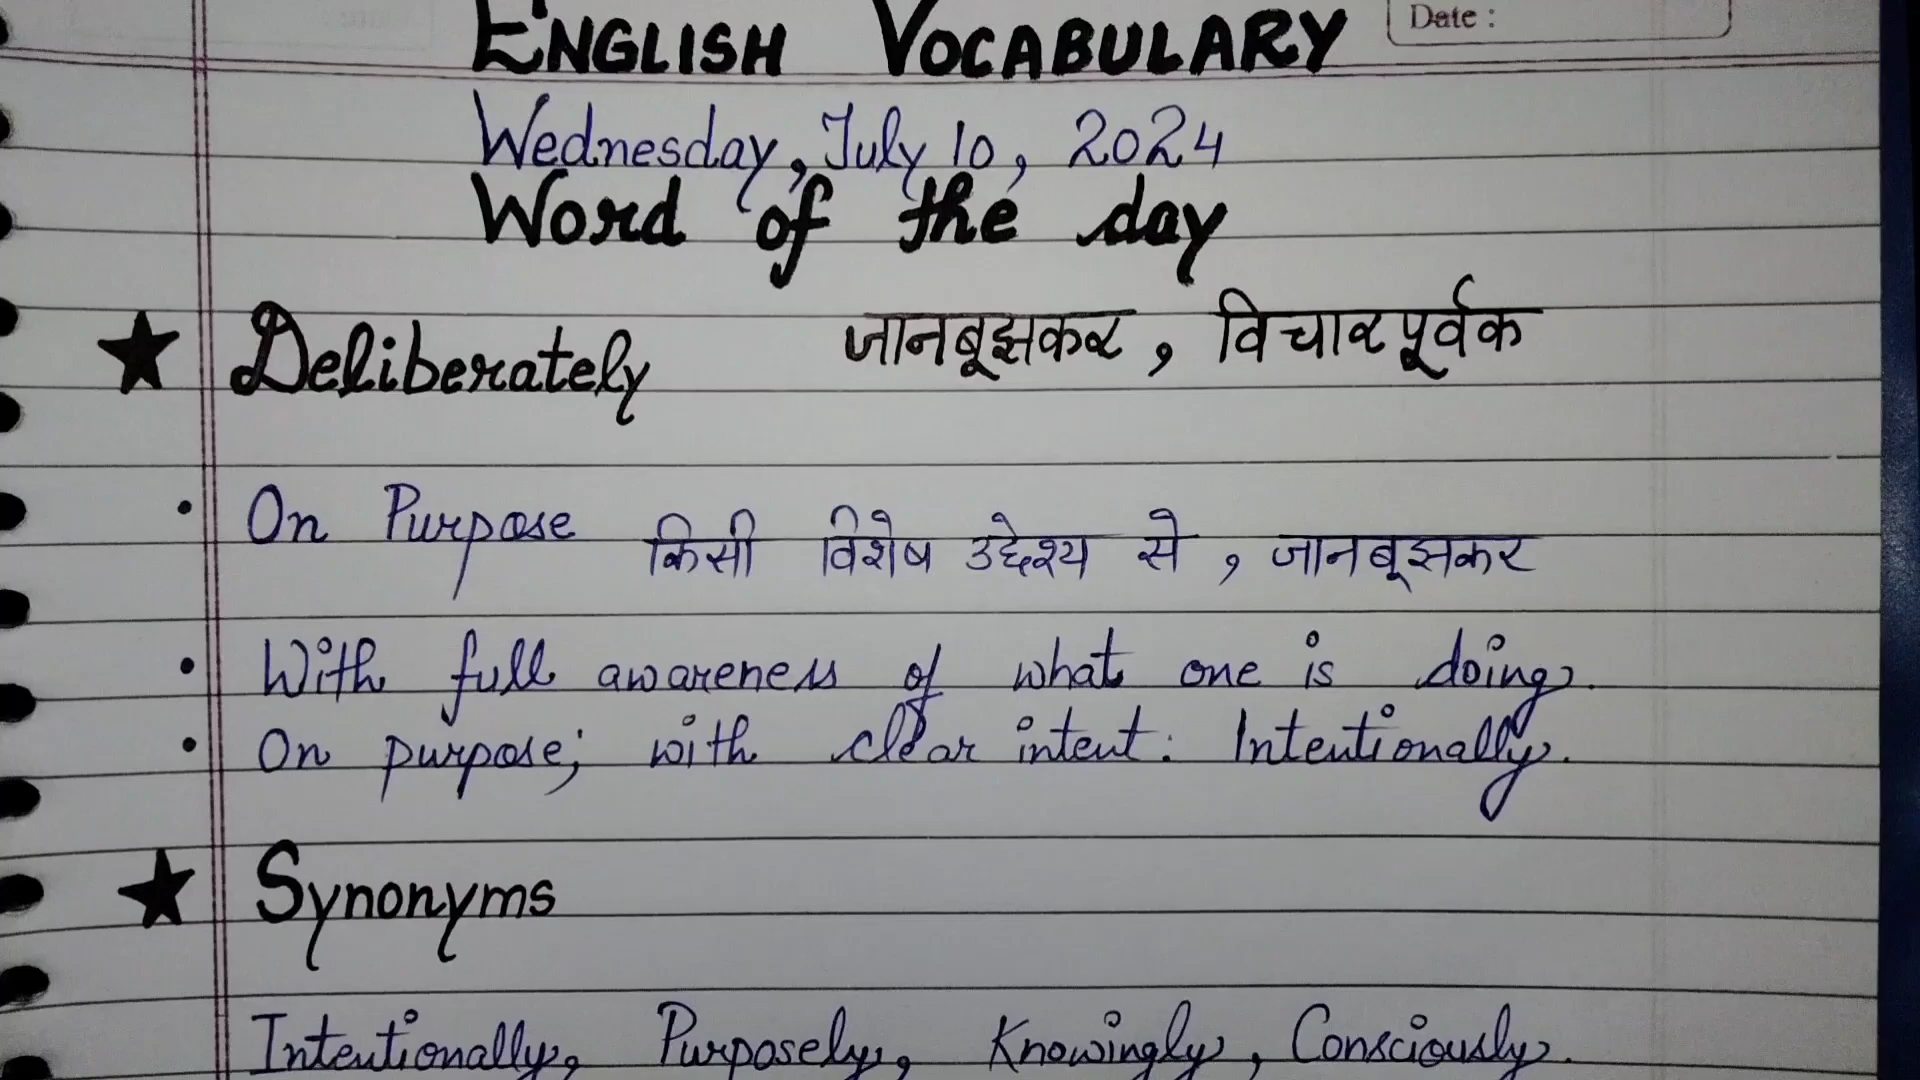 Date :
ENGLISH VOCABULARY
Wednesday, July 10, 2024
Word of the day
★ Deliberately जानबूझकर, विचारपूर्वक
• On Purpose किसी विशेष उद्देश्य से, जानबूझकर
• With full awareness of what one is doing.
• On purpose; with clear intent: Intentionally.
★ Synonyms
Intentionally, Purposely, Knowingly, Consciously.